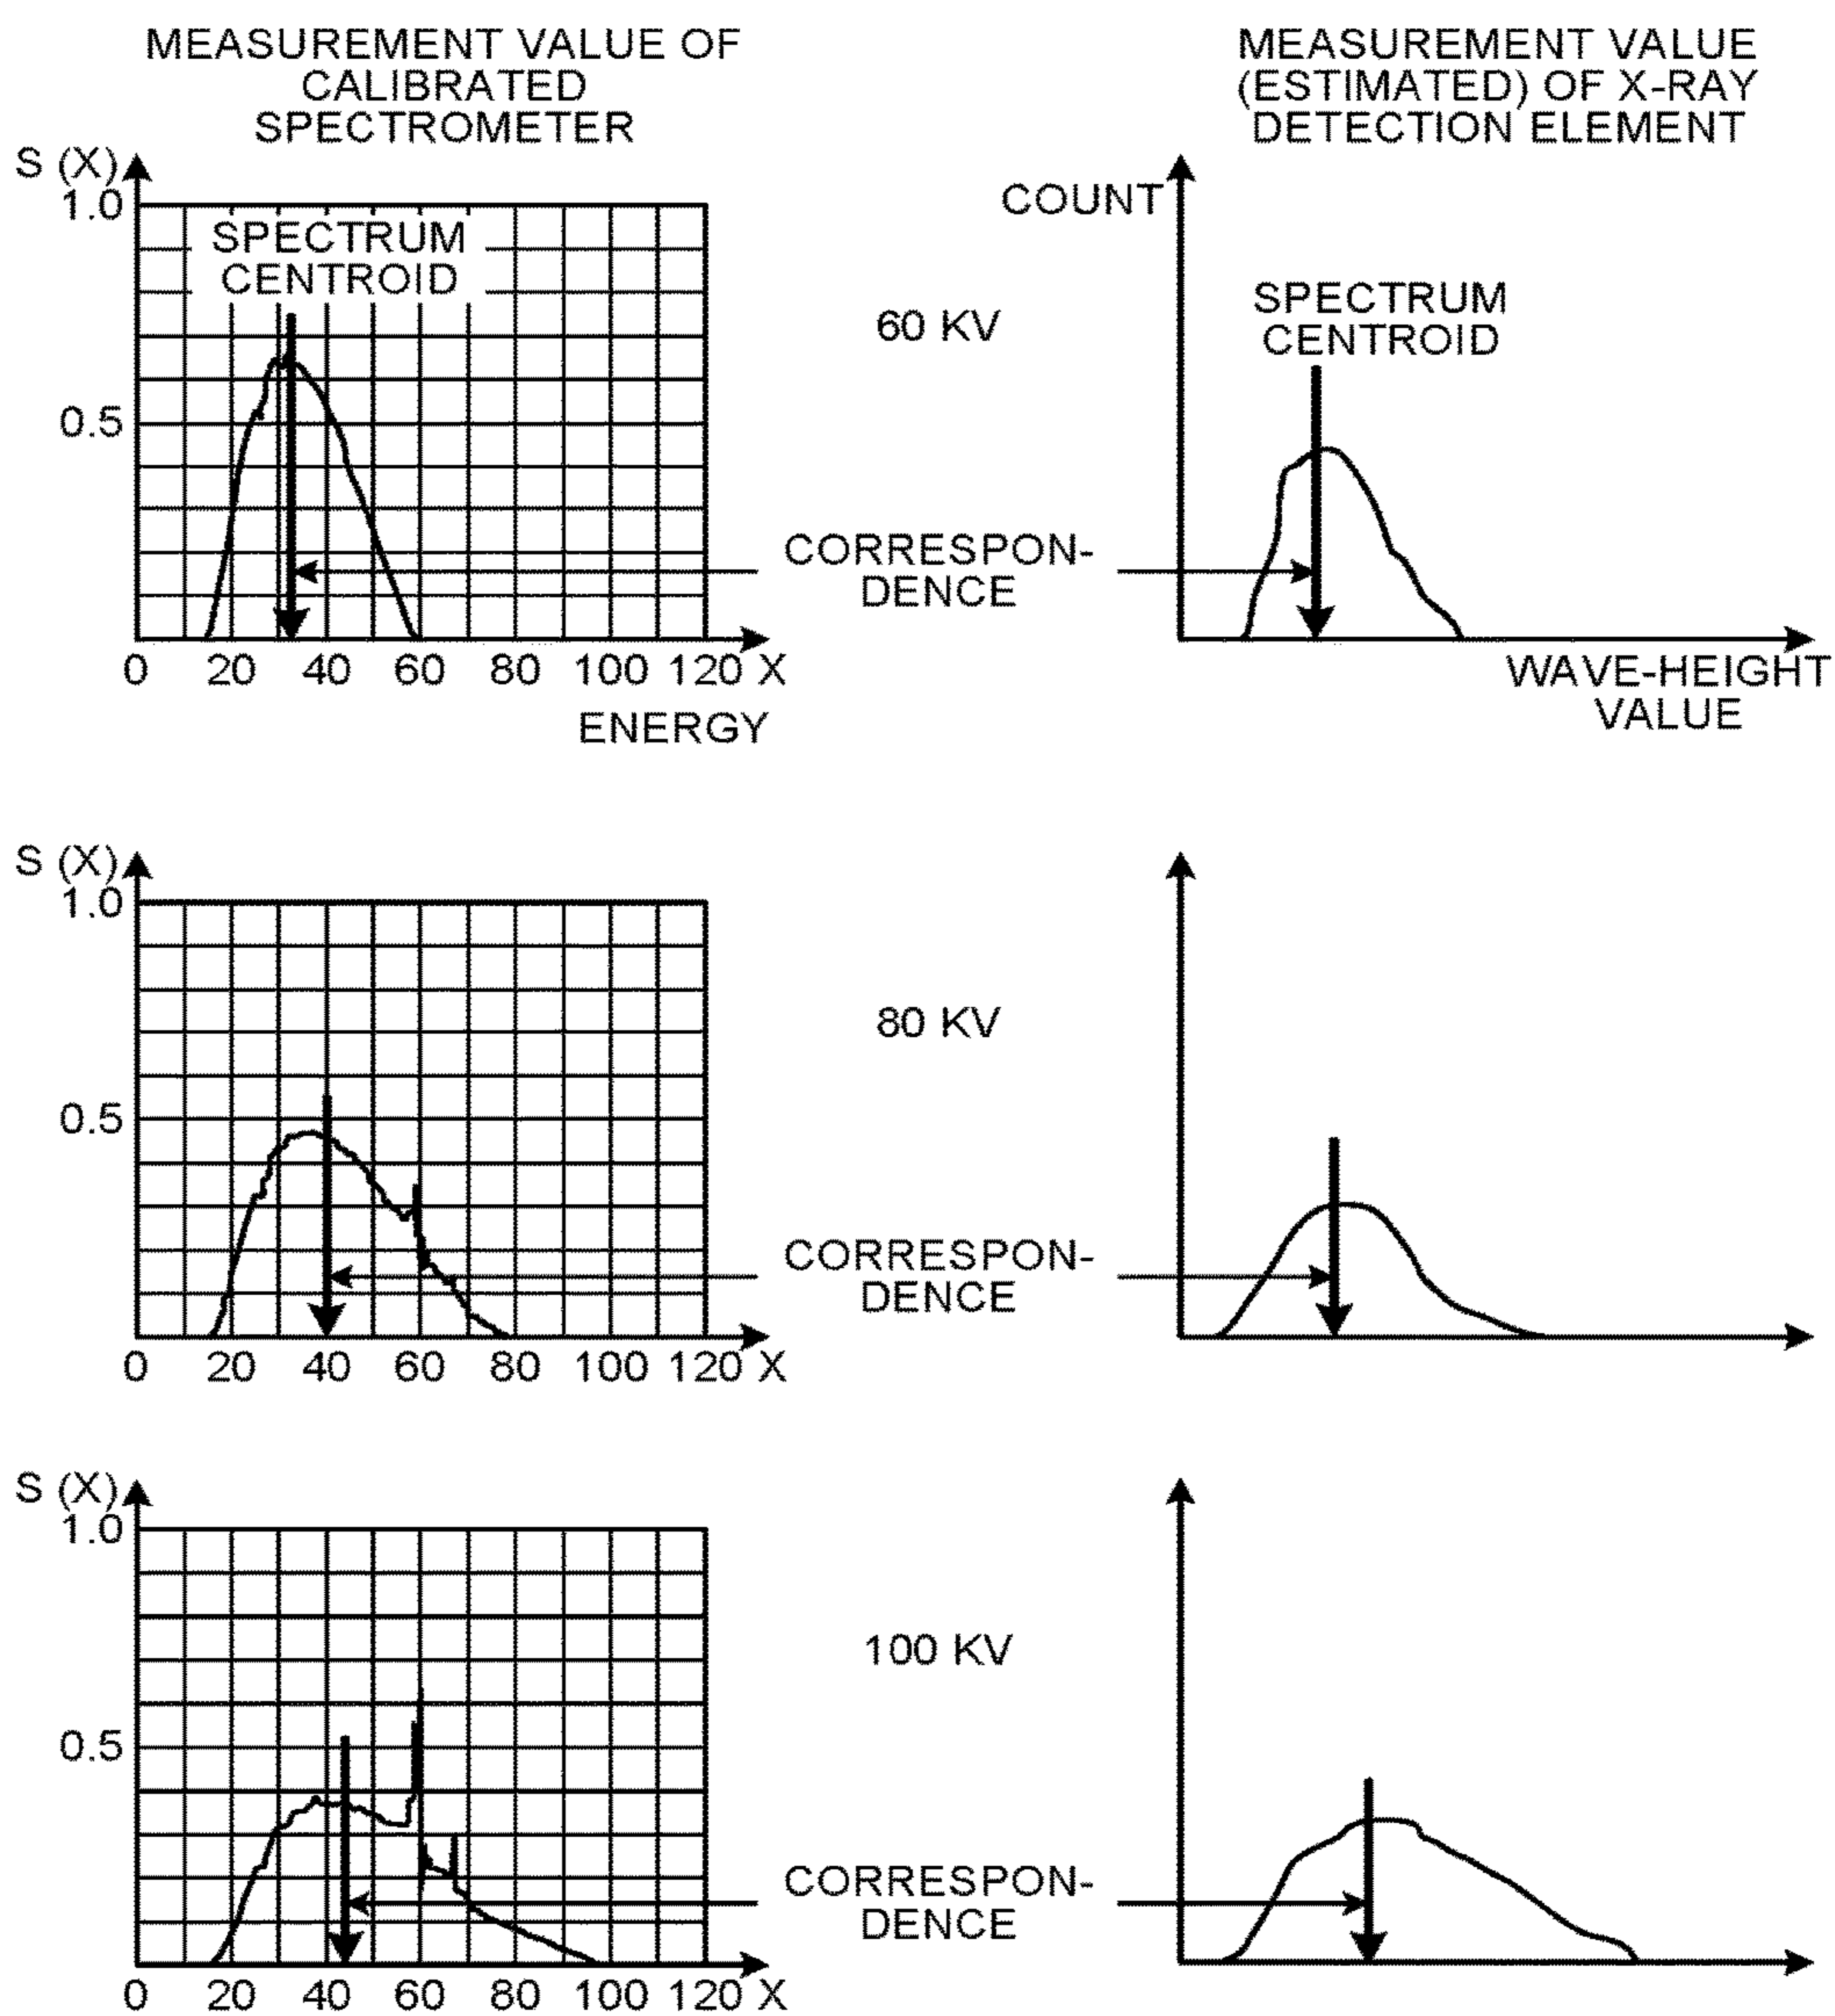 MEASUREMENT VALUE OF
CALIBRATED
SPECTROMETER
MEASUREMENT VALUE
(ESTIMATED) OF X-RAY
DETECTION ELEMENT
S (X)
1.0
0.5
SPECTRUM
CENTROID
0 20 40 60 80 100 120 X
ENERGY
60 KV
CORRESPON-
DENCE
COUNT
SPECTRUM
CENTROID
WAVE-HEIGHT
VALUE
S (X)
1.0
0.5
0 20 40 60 80 100 120 X
80 KV
CORRESPON-
DENCE
S (X)
1.0
0.5
0 20 40 60 80 100 120 X
100 KV
CORRESPON-
DENCE